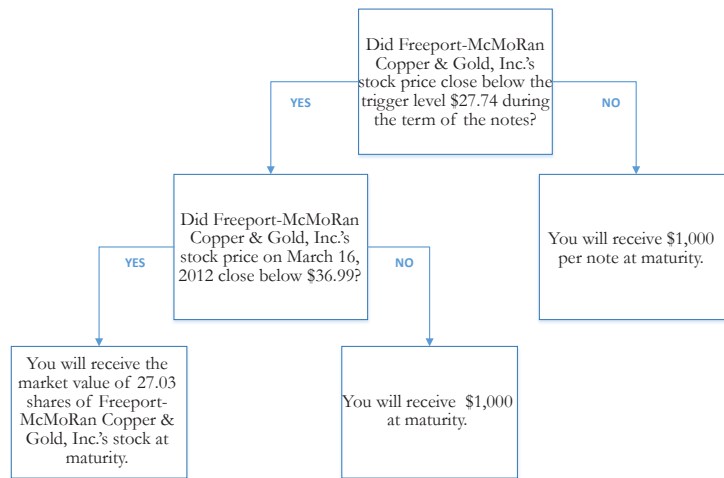 Did Freeport-McMoRan
Copper & Gold, Inc.'s
stock price close below the
trigger level $27.74 during
the term of the notes?
YES
NO
Did Freeport-McMoRan
Copper & Gold, Inc.'s
stock price on March 16,
2012 close below $36.99?
You will receive $1,000
per note at maturity.
YES
NO
You will receive the
market value of 27.03
shares of Freeport-
McMoRan Copper &
Gold, Inc.'s stock at
maturity.
You will receive $1,000
at maturity.